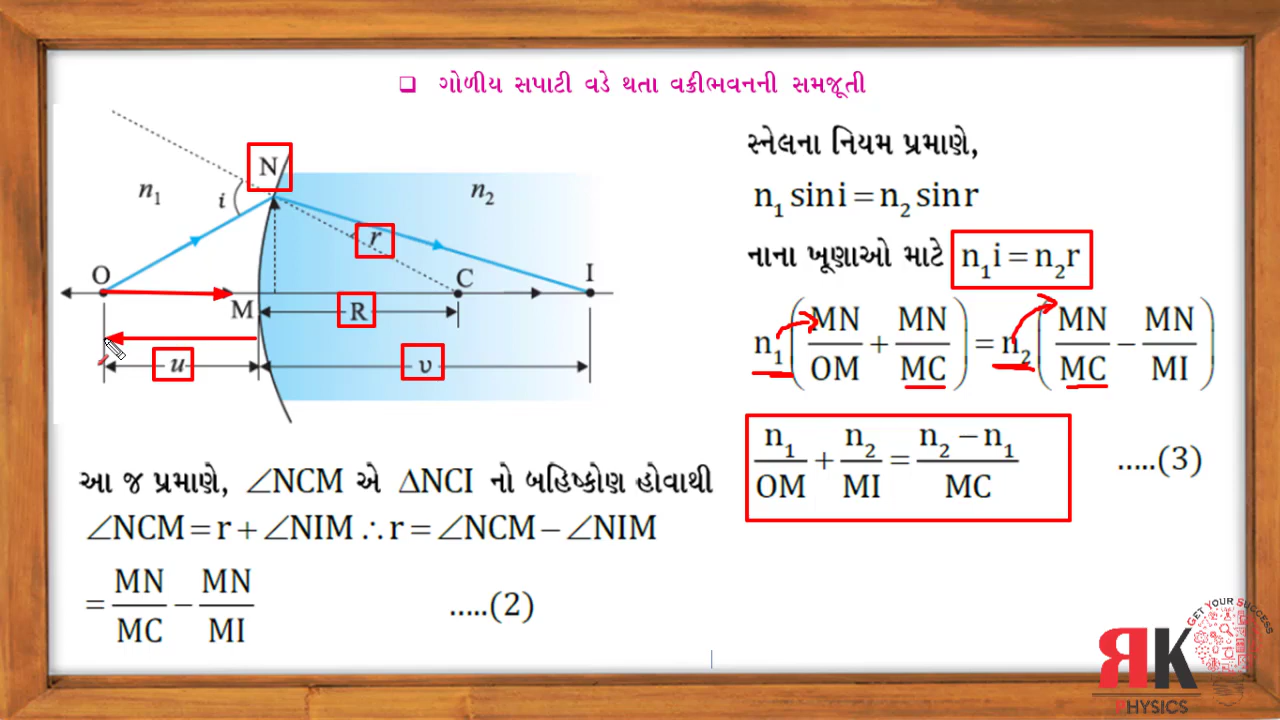 ❑ ગોળીય સપાટી વડે થતા વક્રીભવનની સમજૂતી
N
n₁
i
n₂
r
O
C
I
M
R
u
υ
આ જ પ્રમાણે, ∠NCM એ ΔNCI નો બહિષ્કોણ હોવાથી
∠NCM = r + ∠NIM ∴ r = ∠NCM − ∠NIM
= MN/MC − MN/MI .....(2)
સ્નેલના નિયમ પ્રમાણે,
n₁ sin i = n₂ sin r
નાના ખૂણાઓ માટે n₁i = n₂r
n₁(MN/OM + MN/MC) = n₂(MN/MC − MN/MI)
n₁/OM + n₂/MI = (n₂ − n₁)/MC .....(3)
GET YOUR SUCCESS
RK
PHYSICS